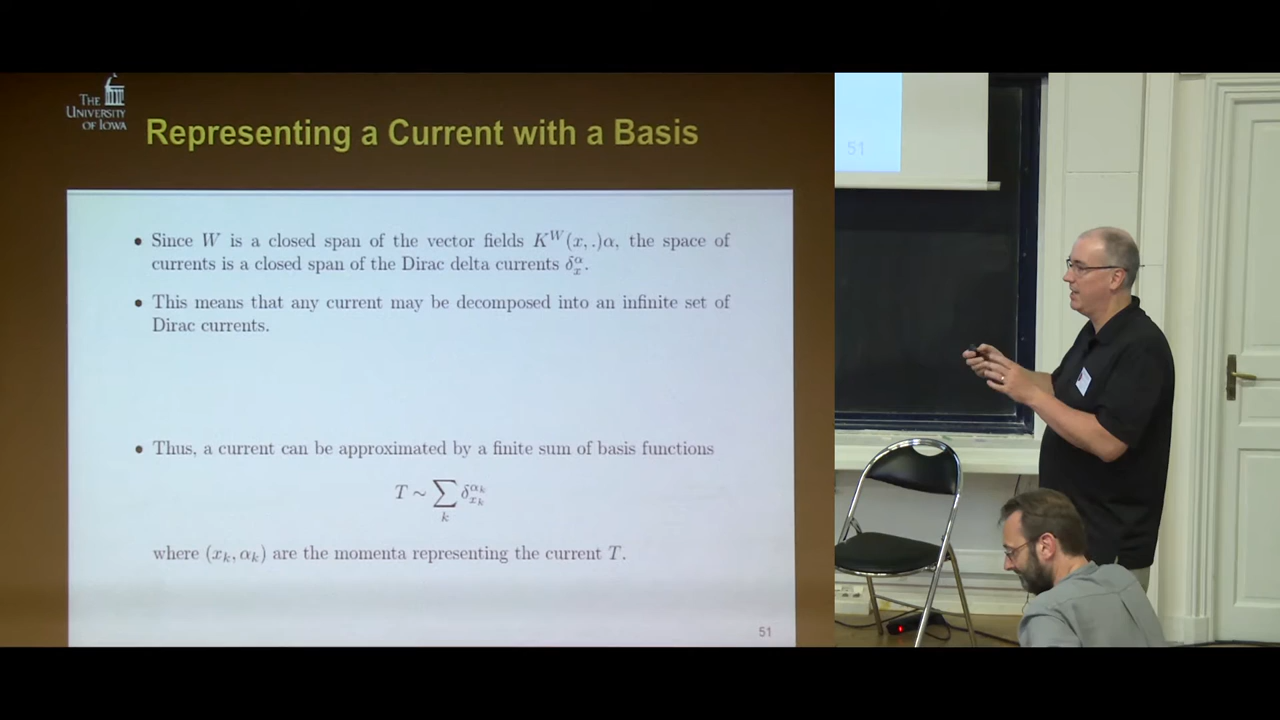 THE
UNIVERSITY
OF IOWA
Representing a Current with a Basis
• Since W is a closed span of the vector fields K^W(x, .)α, the space of
currents is a closed span of the Dirac delta currents δ_x^α.
• This means that any current may be decomposed into an infinite set of
Dirac currents.
• Thus, a current can be approximated by a finite sum of basis functions
T ∼ ∑_k δ_{x_k}^{α_k}
where (x_k, α_k) are the momenta representing the current T.
51
51